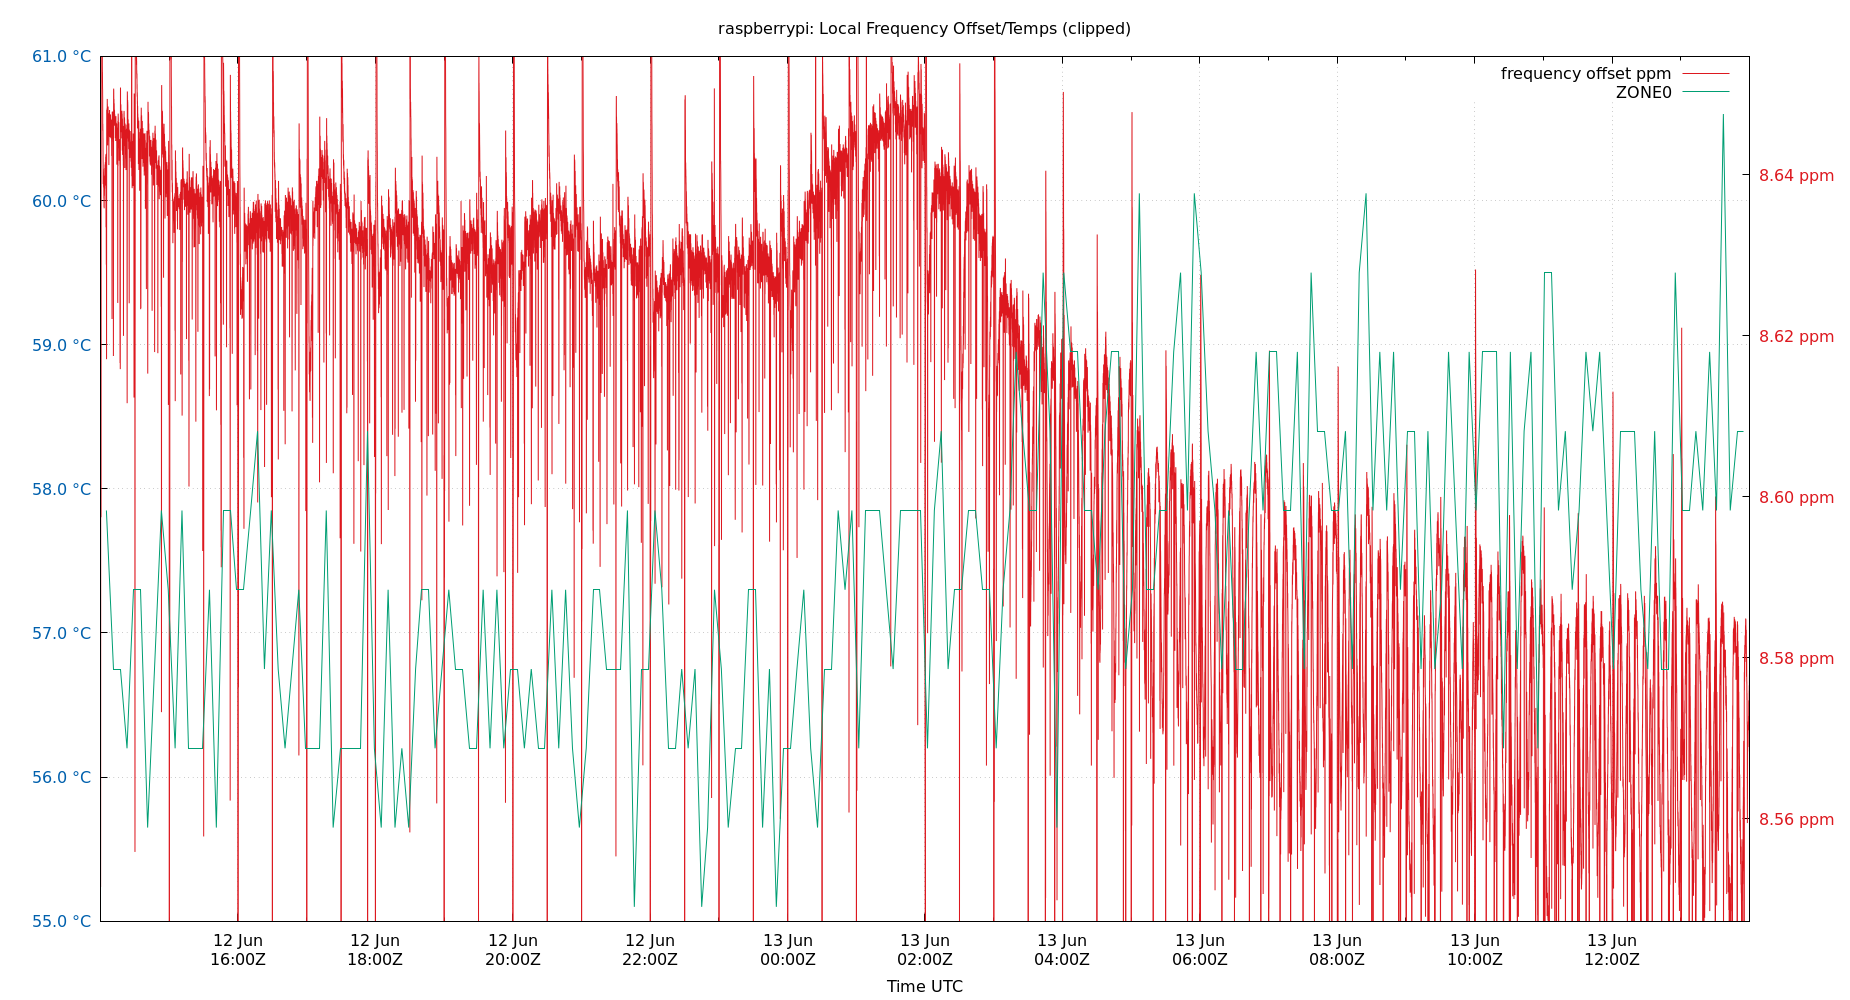 raspberrypi: Local Frequency Offset/Temps (clipped)
61.0 °C
60.0 °C
59.0 °C
58.0 °C
57.0 °C
56.0 °C
55.0 °C
frequency offset ppm
ZONE0
8.64 ppm
8.62 ppm
8.60 ppm
8.58 ppm
8.56 ppm
12 Jun
16:00Z
12 Jun
18:00Z
12 Jun
20:00Z
12 Jun
22:00Z
13 Jun
00:00Z
13 Jun
02:00Z
13 Jun
04:00Z
13 Jun
06:00Z
13 Jun
08:00Z
13 Jun
10:00Z
13 Jun
12:00Z
Time UTC